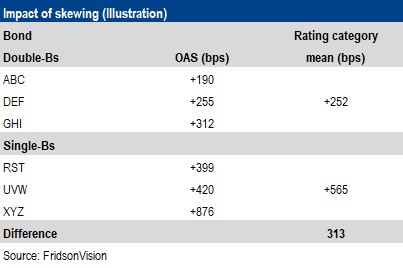 Impact of skewing (Illustration)
Bond Rating category
Double-Bs OAS (bps) mean (bps)
ABC +190
DEF +255 +252
GHI +312
Single-Bs
RST +399
UVW +420 +565
XYZ +876
Difference 313
Source: FridsonVision